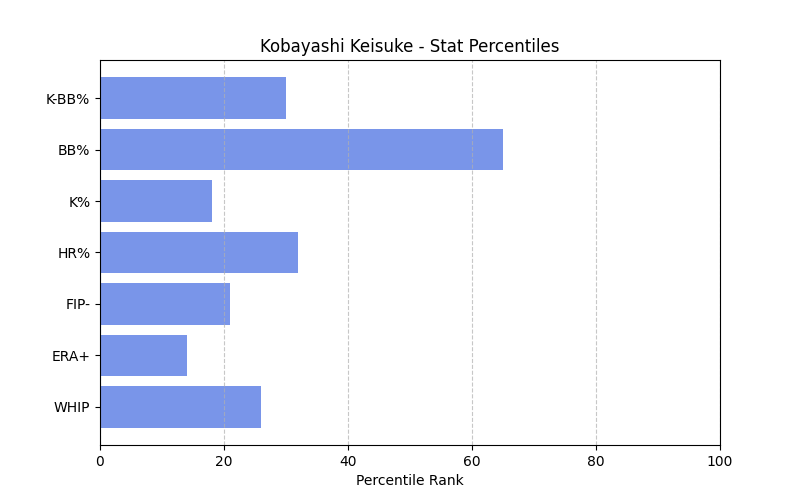 Kobayashi Keisuke - Stat Percentiles
K-BB%
BB%
K%
HR%
FIP-
ERA+
WHIP
0 20 40 60 80 100
Percentile Rank